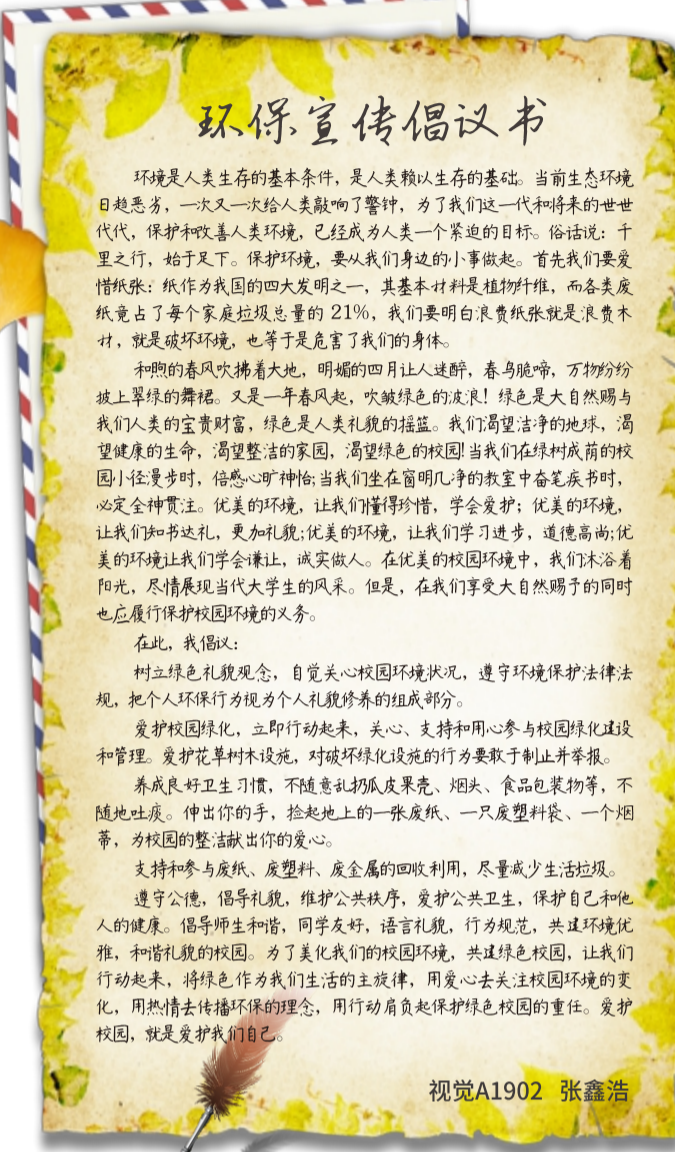 环保宣传倡议书
环境是人类生存的基本条件，是人类赖以生存的基础。当前生态环境
日趋恶劣，一次又一次给人类敲响了警钟，为了我们这一代和将来的世世
代代，保护和改善人类环境，已经成为人类一个紧迫的目标。俗话说：千
里之行，始于足下。保护环境，要从我们身边的小事做起。首先我们要爱
惜纸张：纸作为我国的四大发明之一，其基本材料是植物纤维，而各类废
纸竟占了每个家庭垃圾总量的 21%，我们要明白浪费纸张就是浪费木
材，就是破坏环境，也等于是危害了我们的身体。
和煦的春风吹拂着大地，明媚的四月让人迷醉，春鸟脆啼，万物纷纷
披上翠绿的舞裙。又是一年春风起，吹皱绿色的波浪！绿色是大自然赐与
我们人类的宝贵财富，绿色是人类礼貌的摇篮。我们渴望洁净的地球，渴
望健康的生命，渴望整洁的家园，渴望绿色的校园!当我们在绿树成荫的校
园小径漫步时，倍感心旷神怡;当我们坐在窗明几净的教室中奋笔疾书时，
必定全神贯注。优美的环境，让我们懂得珍惜，学会爱护；优美的环境，
让我们知书达礼，更加礼貌;优美的环境，让我们学习进步，道德高尚;优
美的环境让我们学会谦让，诚实做人。在优美的校园环境中，我们沐浴着
阳光，尽情展现当代大学生的风采。但是，在我们享受大自然赐予的同时
也应履行保护校园环境的义务。
在此，我倡议：
树立绿色礼貌观念，自觉关心校园环境状况，遵守环境保护法律法
规，把个人环保行为视为个人礼貌修养的组成部分。
爱护校园绿化，立即行动起来，关心、支持和用心参与校园绿化建设
和管理。爱护花草树木设施，对破坏绿化设施的行为要敢于制止并举报。
养成良好卫生习惯，不随意乱扔瓜皮果壳、烟头、食品包装物等，不
随地吐痰。伸出你的手，捡起地上的一张废纸、一只废塑料袋、一个烟
蒂，为校园的整洁献出你的爱心。
支持和参与废纸、废塑料、废金属的回收利用，尽量减少生活垃圾。
遵守公德，倡导礼貌，维护公共秩序，爱护公共卫生，保护自己和他
人的健康。倡导师生和谐，同学友好，语言礼貌，行为规范，共建环境优
雅，和谐礼貌的校园。为了美化我们的校园环境，共建绿色校园，让我们
行动起来，将绿色作为我们生活的主旋律，用爱心去关注校园环境的变
化，用热情去传播环保的理念，用行动肩负起保护绿色校园的重任。爱护
校园，就是爱护我们自己。
视觉A1902 张鑫浩